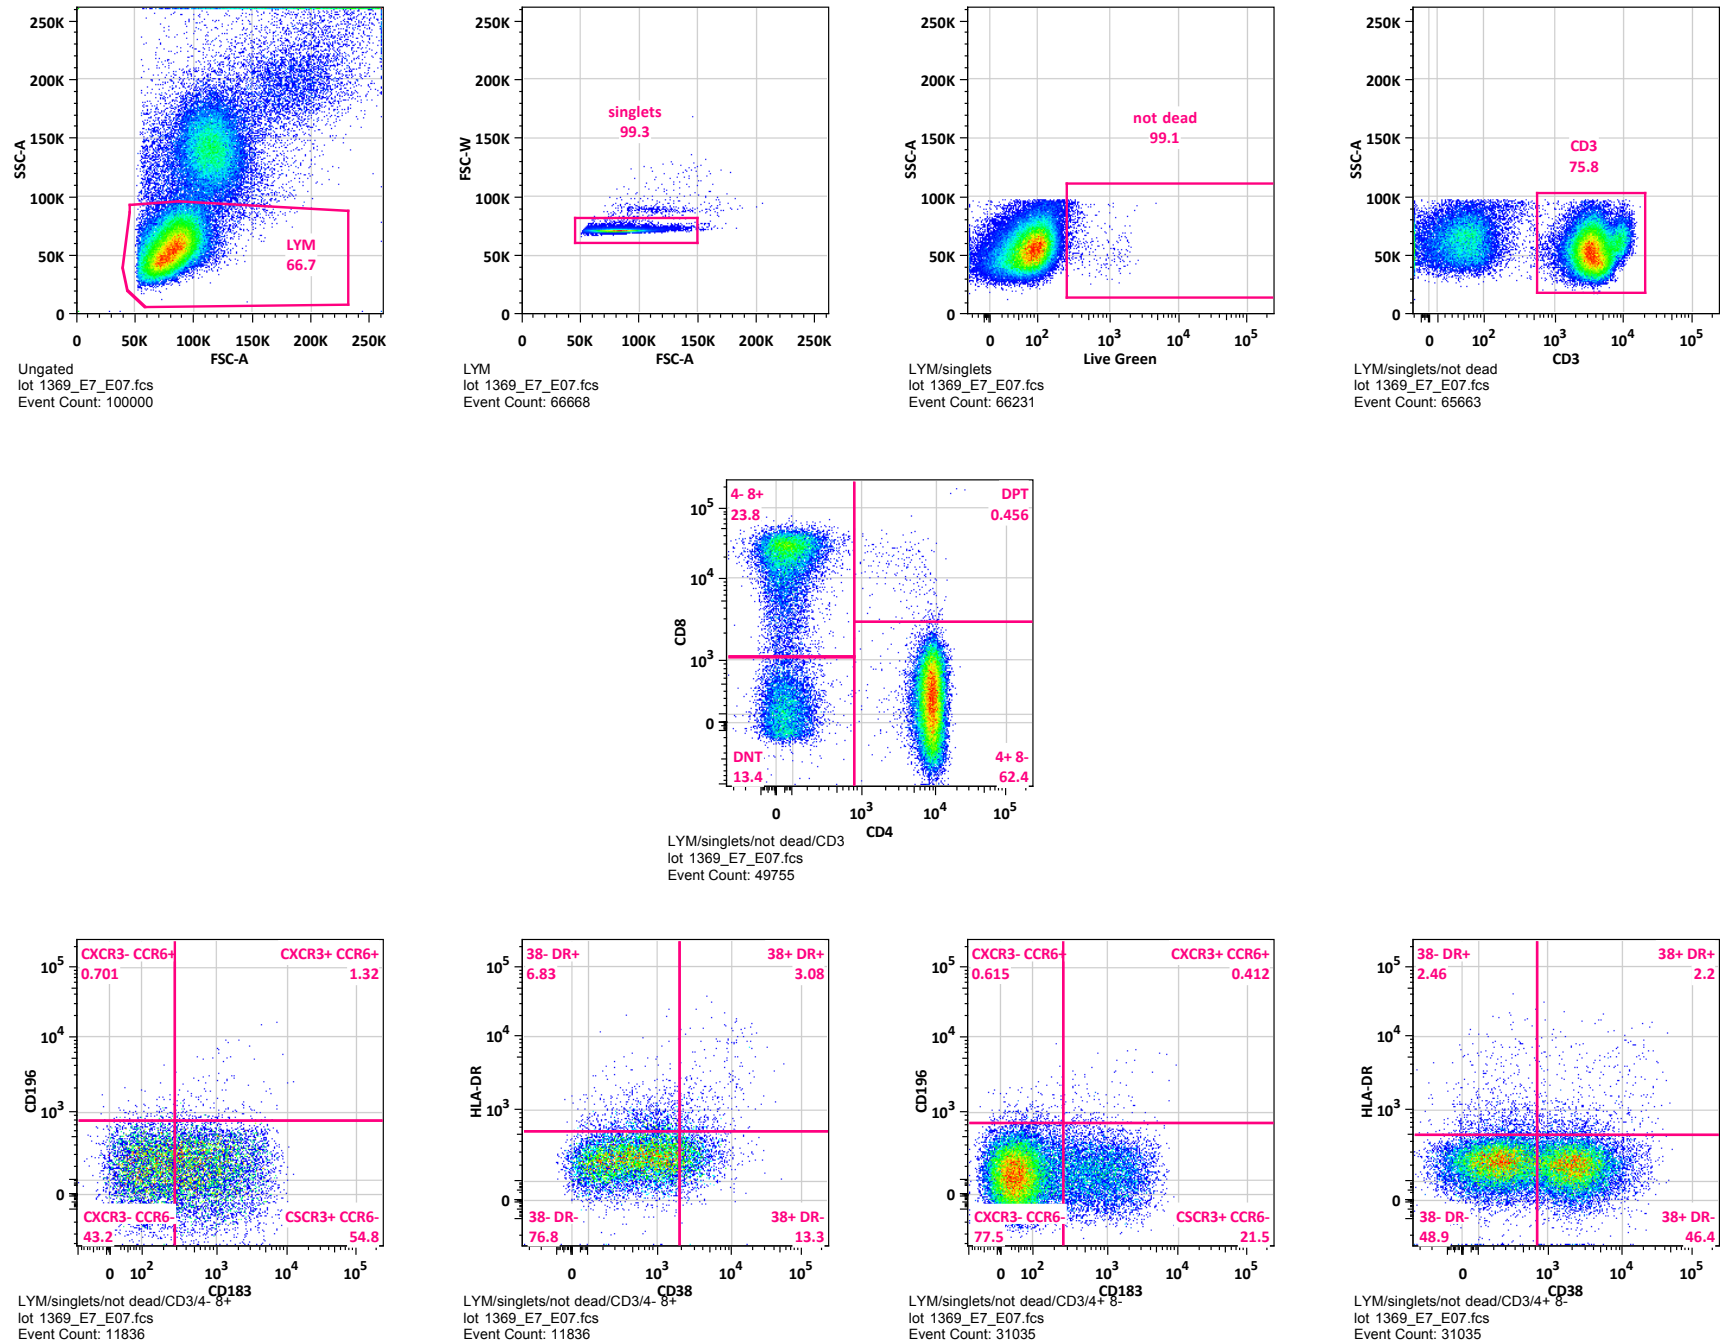 250K
200K
150K
100K
50K
0
SSC-A
LYM
66.7
0 50K 100K 150K 200K 250K
FSC-A
Ungated
lot 1369_E7_E07.fcs
Event Count: 100000
250K
200K
150K
100K
50K
0
FSC-W
singlets
99.3
0 50K 100K 150K 200K 250K
FSC-A
LYM
lot 1369_E7_E07.fcs
Event Count: 66668
250K
200K
150K
100K
50K
0
SSC-A
not dead
99.1
0 10^2 10^3 10^4 10^5
Live Green
LYM/singlets
lot 1369_E7_E07.fcs
Event Count: 66231
250K
200K
150K
100K
50K
0
SSC-A
CD3
75.8
0 10^2 10^3 10^4 10^5
CD3
LYM/singlets/not dead
lot 1369_E7_E07.fcs
Event Count: 65663
10^5
10^4
10^3
0
CD8
4- 8+
23.8
DPT
0.456
DNT
13.4
4+ 8-
62.4
0 10^3 10^4 10^5
CD4
LYM/singlets/not dead/CD3
lot 1369_E7_E07.fcs
Event Count: 49755
10^5
10^4
10^3
0
CD196
CXCR3- CCR6+
0.701
CXCR3+ CCR6+
1.32
CXCR3- CCR6-
43.2
CSCR3+ CCR6-
54.8
0 10^2 10^3 10^4 10^5
CD183
LYM/singlets/not dead/CD3/4- 8+
lot 1369_E7_E07.fcs
Event Count: 11836
10^5
10^4
10^3
0
HLA-DR
38- DR+
6.83
38+ DR+
3.08
38- DR-
76.8
38+ DR-
13.3
0 10^3 10^4 10^5
CD38
LYM/singlets/not dead/CD3/4- 8+
lot 1369_E7_E07.fcs
Event Count: 11836
10^5
10^4
10^3
0
CD196
CXCR3- CCR6+
0.615
CXCR3+ CCR6+
0.412
CXCR3- CCR6-
77.5
CSCR3+ CCR6-
21.5
0 10^2 10^3 10^4 10^5
CD183
LYM/singlets/not dead/CD3/4+ 8-
lot 1369_E7_E07.fcs
Event Count: 31035
10^5
10^4
10^3
0
HLA-DR
38- DR+
2.46
38+ DR+
2.2
38- DR-
48.9
38+ DR-
46.4
0 10^3 10^4 10^5
CD38
LYM/singlets/not dead/CD3/4+ 8-
lot 1369_E7_E07.fcs
Event Count: 31035